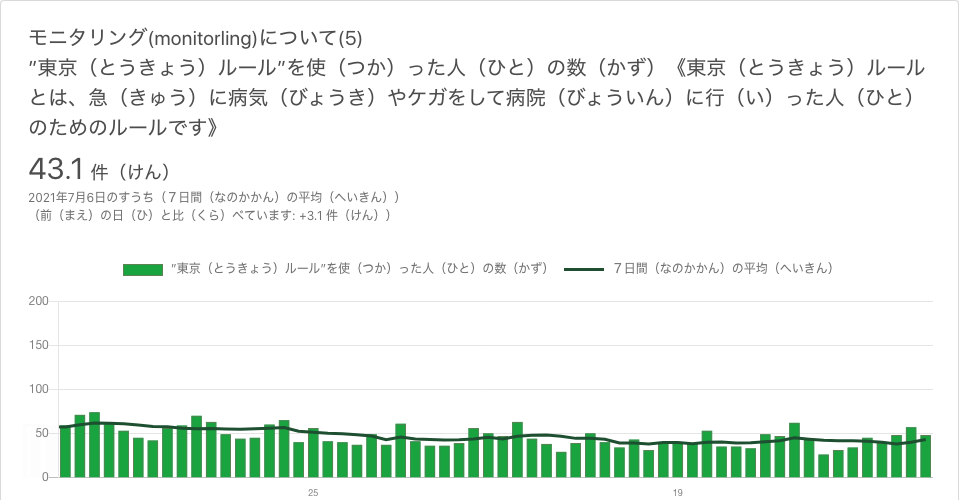 モニタリング(monitorling)について(5)
”東京（とうきょう）ルール”を使（つか）った人（ひと）の数（かず）《東京（とうきょう）ルール
とは、急（きゅう）に病気（びょうき）やケガをして病院（びょういん）に行（い）った人（ひと）
のためのルールです》
43.1 件（けん）
2021年7月6日のすうち（７日間（なのかかん）の平均（へいきん））
（前（まえ）の日（ひ）と比（くら）べています: +3.1 件（けん））
”東京（とうきょう）ルール”を使（つか）った人（ひと）の数（かず） ７日間（なのかかん）の平均（へいきん）
200
150
100
50
0
25 19